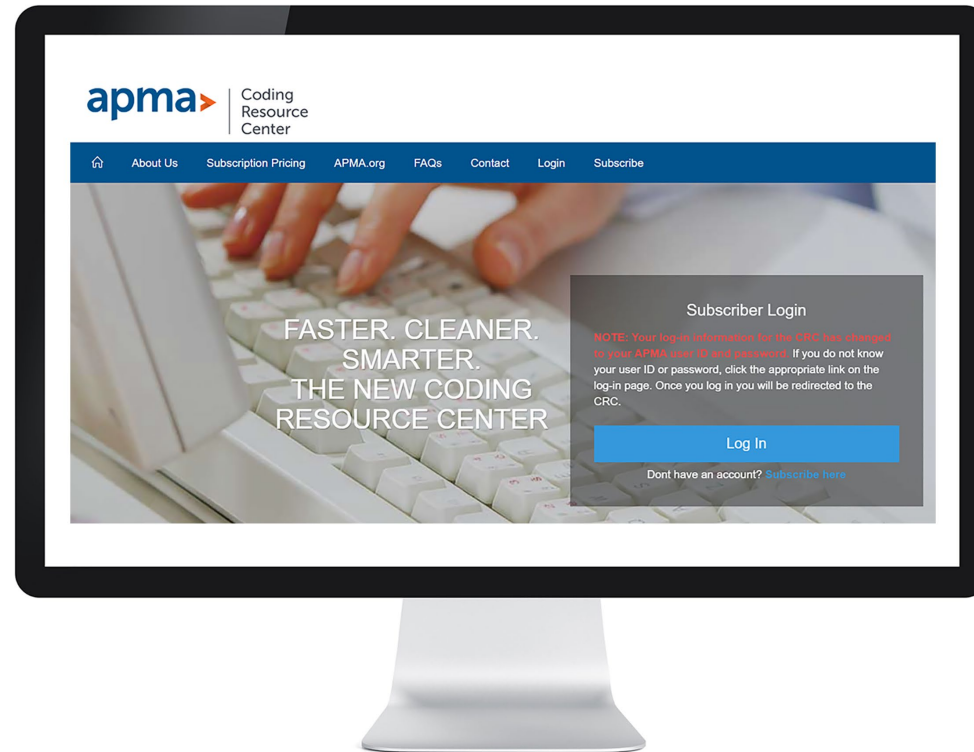 apma
Coding
Resource
Center
About Us Subscription Pricing APMA.org FAQs Contact Login Subscribe
FASTER. CLEANER.
SMARTER.
THE NEW CODING
RESOURCE CENTER
Subscriber Login
NOTE: Your log-in information for the CRC has changed
to your APMA user ID and password. If you do not know
your user ID or password, click the appropriate link on the
log-in page. Once you log in you will be redirected to the
CRC.
Log In
Dont have an account? Subscribe here